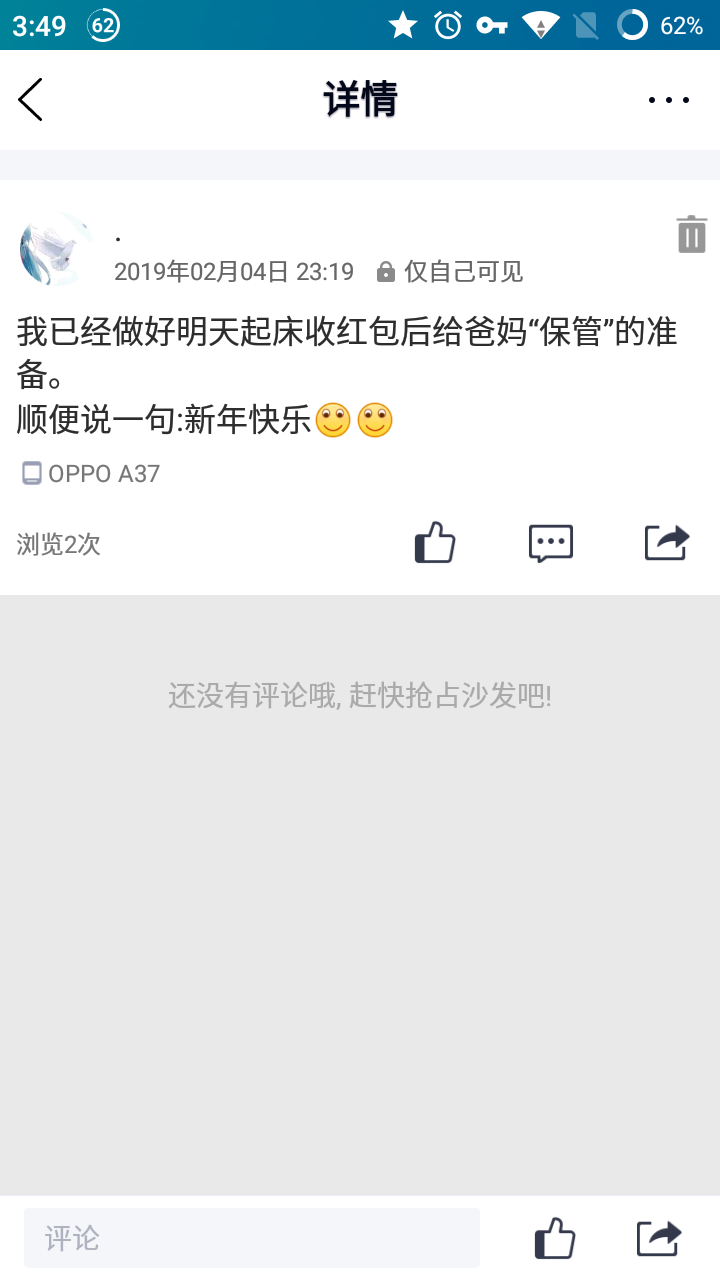 3:49 62 62%
详情
.
2019年02月04日 23:19 仅自己可见
我已经做好明天起床收红包后给爸妈“保管”的准
备。
顺便说一句:新年快乐
OPPO A37
浏览2次
还没有评论哦, 赶快抢占沙发吧!
评论